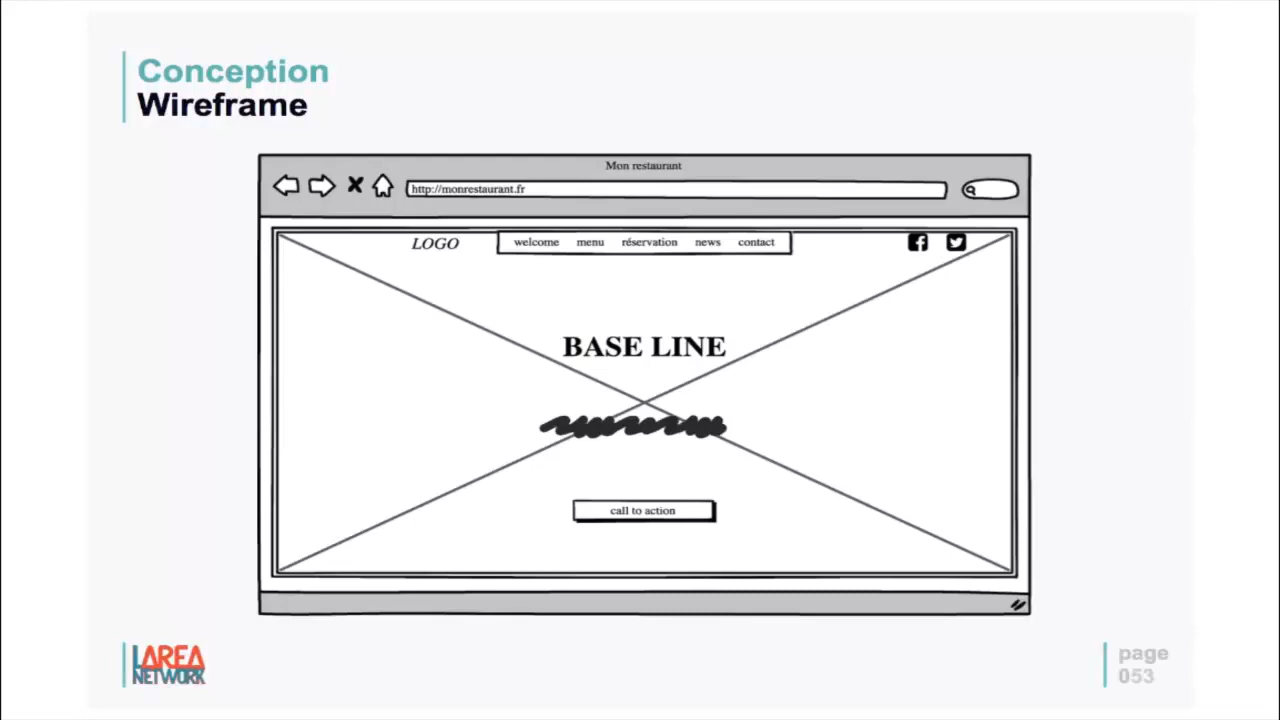 Conception
Wireframe
Mon restaurant
http://monrestaurant.fr
LOGO
welcome menu réservation news contact
BASE LINE
call to action
LAREA
NETWORK
page
053